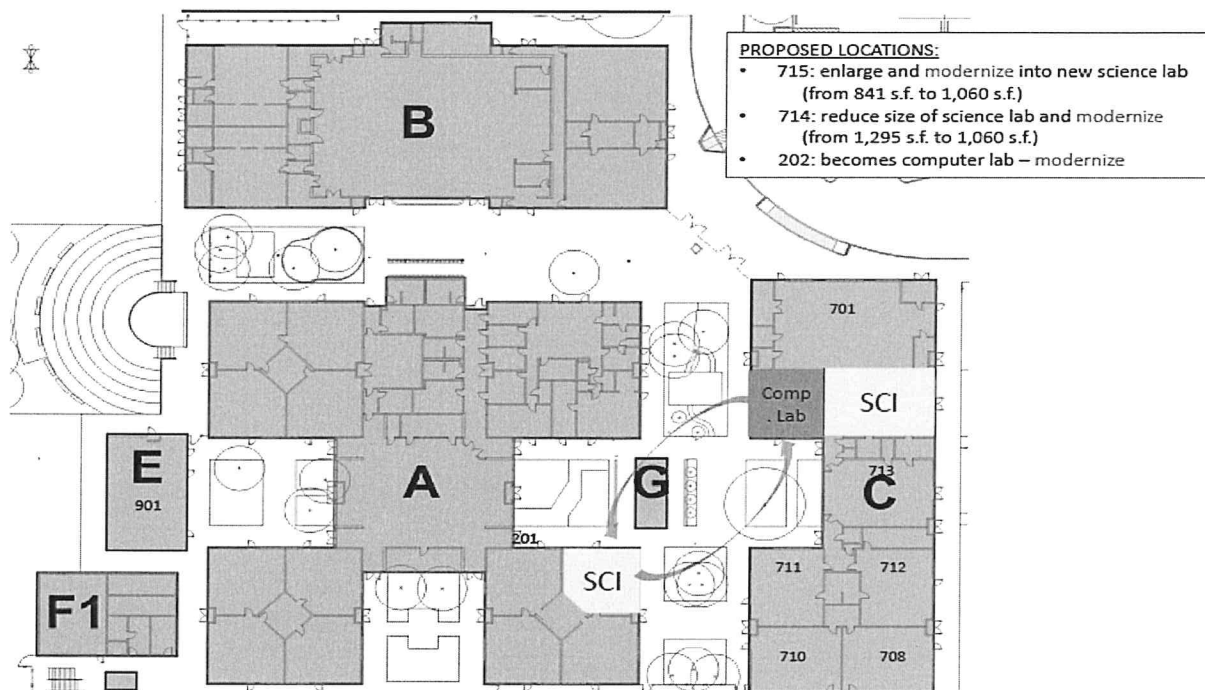 PROPOSED LOCATIONS:
• 715: enlarge and modernize into new science lab
(from 841 s.f. to 1,060 s.f.)
• 714: reduce size of science lab and modernize
(from 1,295 s.f. to 1,060 s.f.)
• 202: becomes computer lab – modernize
B
701
Comp
. Lab
SCI
E
901
A
G
713
C
201
SCI
711
712
F1
710
708